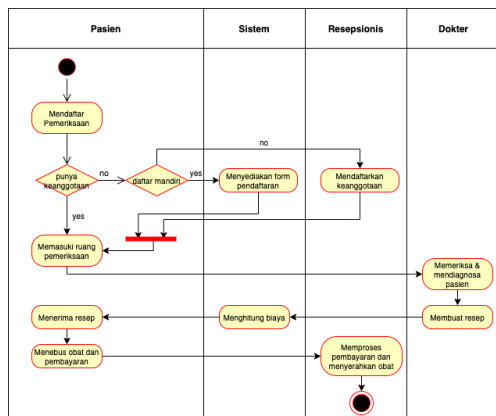 Pasien
Sistem
Resepsionis
Dokter
Mendaftar
Pemeriksaan
no
punya
keanggotaan
no
daftar mandiri
yes
Menyediakan form
pendaftaran
Mendaftarkan
keanggotaan
yes
Memasuki ruang
pemeriksaan
Memeriksa &
mendiagnosa
pasien
Menerima resep
Menghitung biaya
Membuat resep
Menebus obat dan
pembayaran
Memproses
pembayaran dan
menyerahkan obat